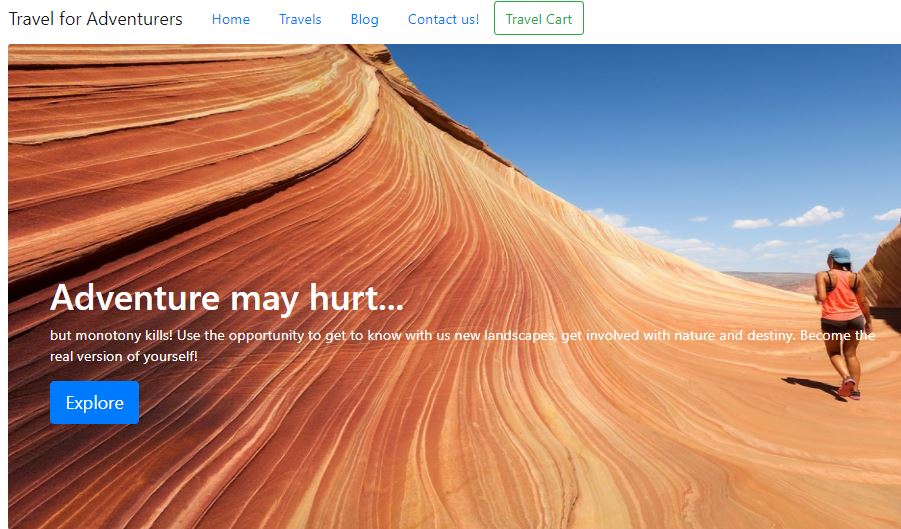 Travel for Adventurers Home Travels Blog Contact us! Travel Cart
Adventure may hurt...
but monotony kills! Use the opportunity to get to know with us new landscapes, get involved with nature and destiny. Become the
real version of yourself!
Explore